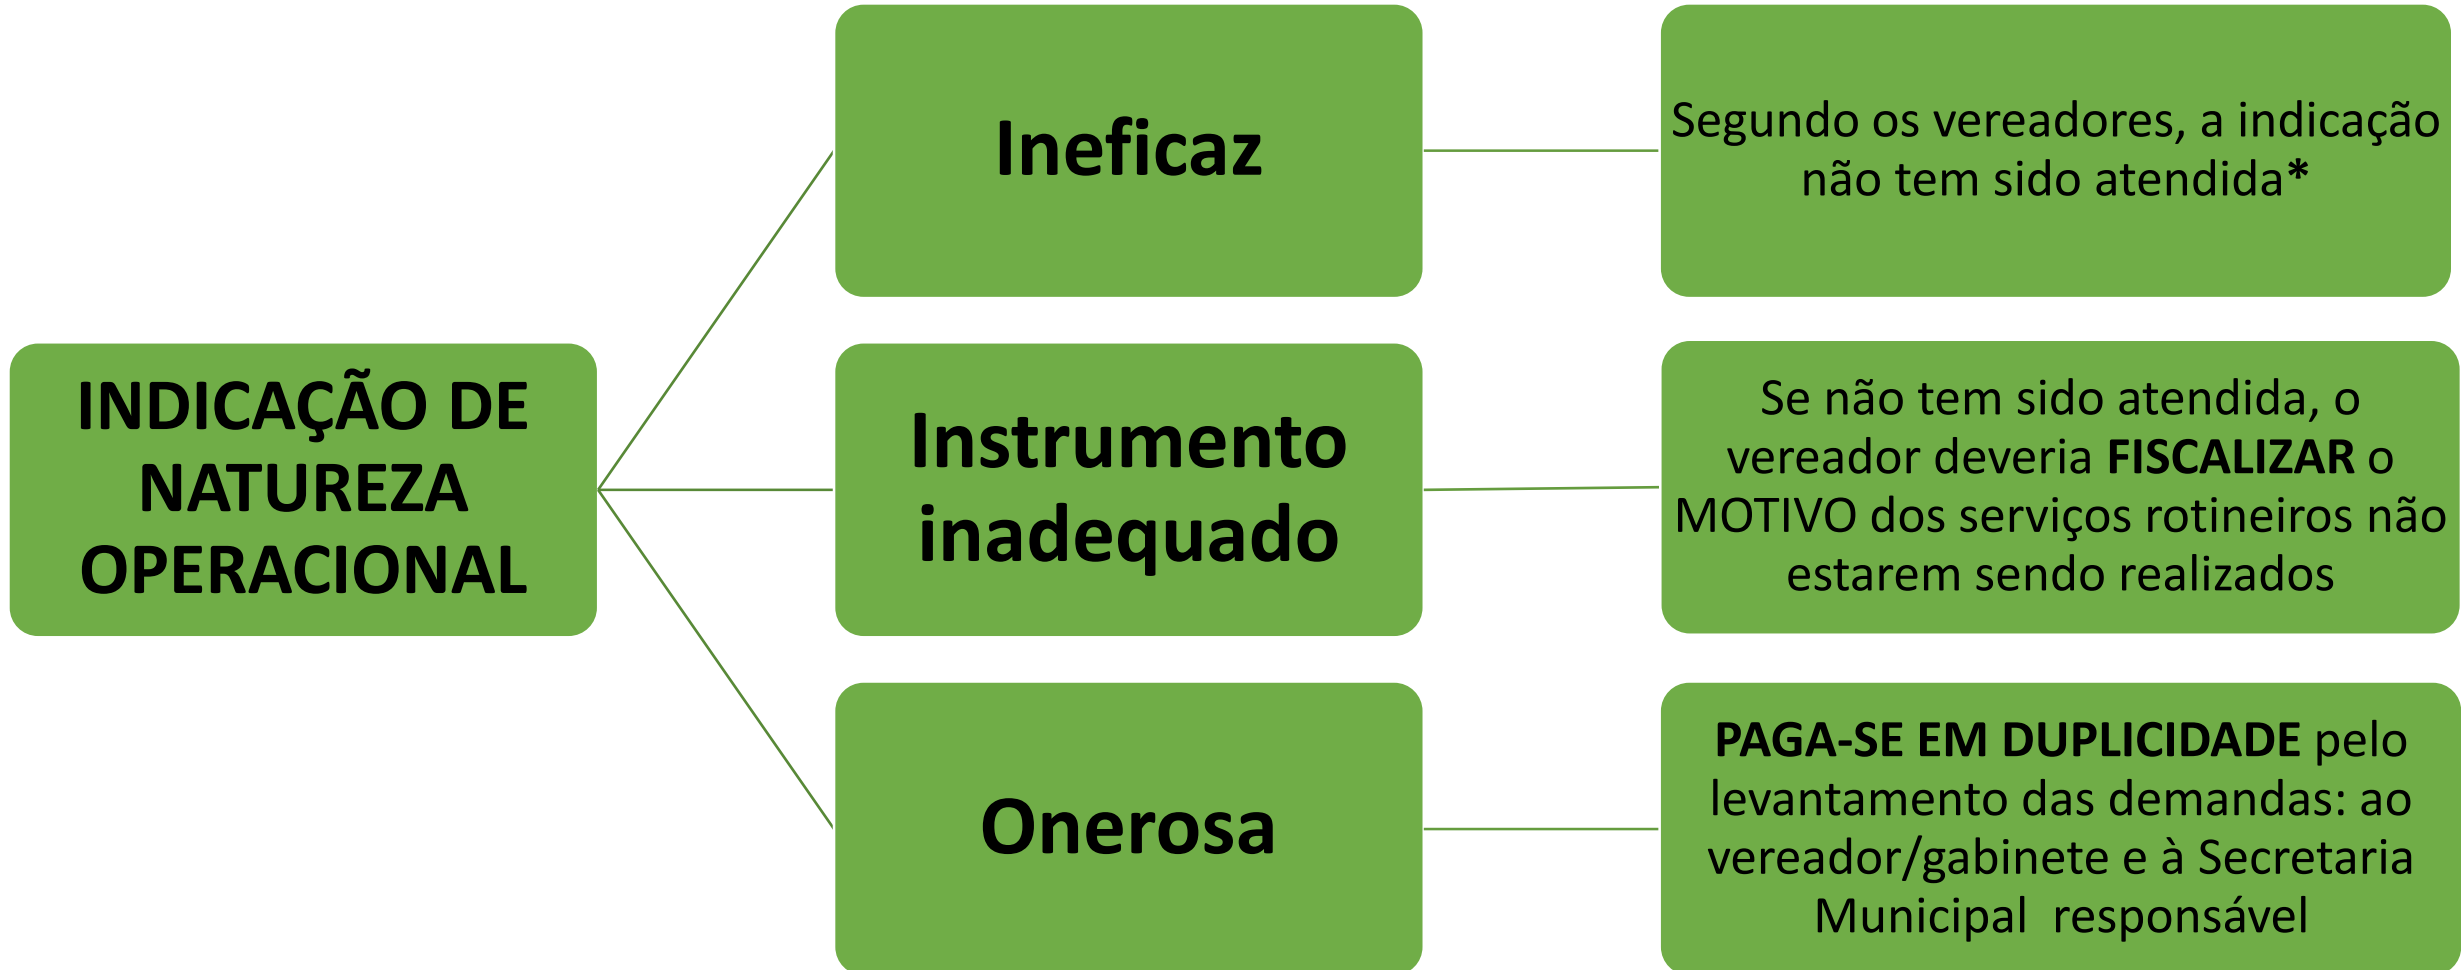 INDICAÇÃO DE
NATUREZA
OPERACIONAL
Ineficaz
Segundo os vereadores, a indicação
não tem sido atendida*
Instrumento
inadequado
Se não tem sido atendida, o
vereador deveria FISCALIZAR o
MOTIVO dos serviços rotineiros não
estarem sendo realizados
Onerosa
PAGA-SE EM DUPLICIDADE pelo
levantamento das demandas: ao
vereador/gabinete e à Secretaria
Municipal  responsável